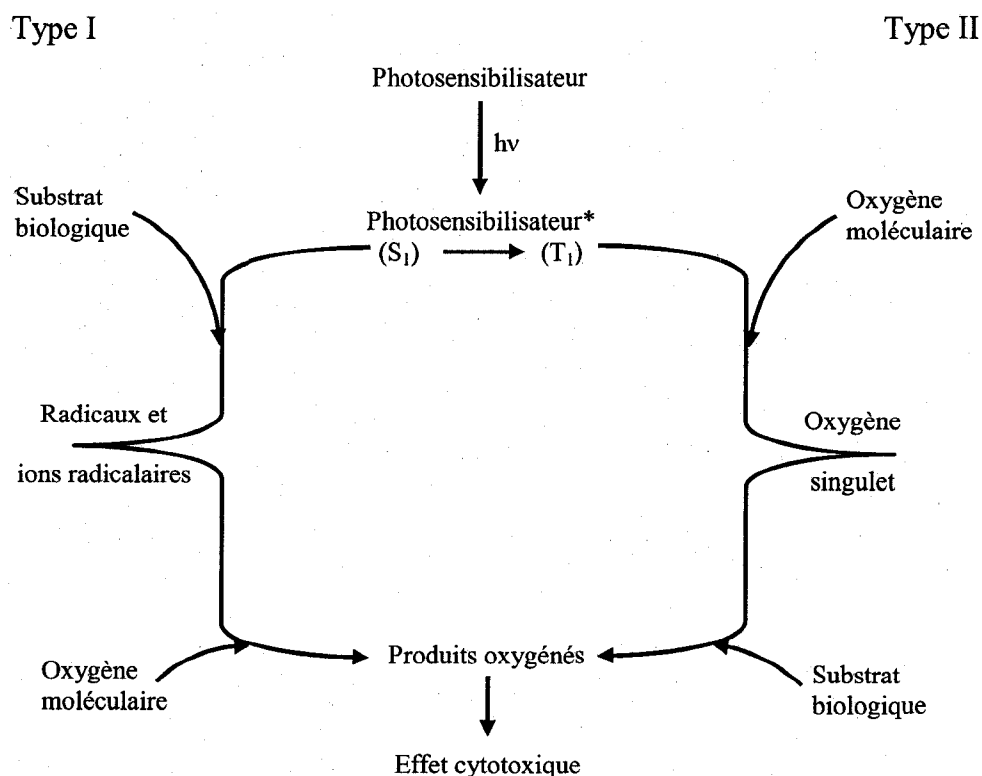 Type I
Type II
Photosensibilisateur
hν
Substrat
biologique
Photosensibilisateur*
(S₁)
(T₁)
Oxygène
moléculaire
Radicaux et
ions radicalaires
Oxygène
singulet
Oxygène
moléculaire
Produits oxygénés
Substrat
biologique
Effet cytotoxique